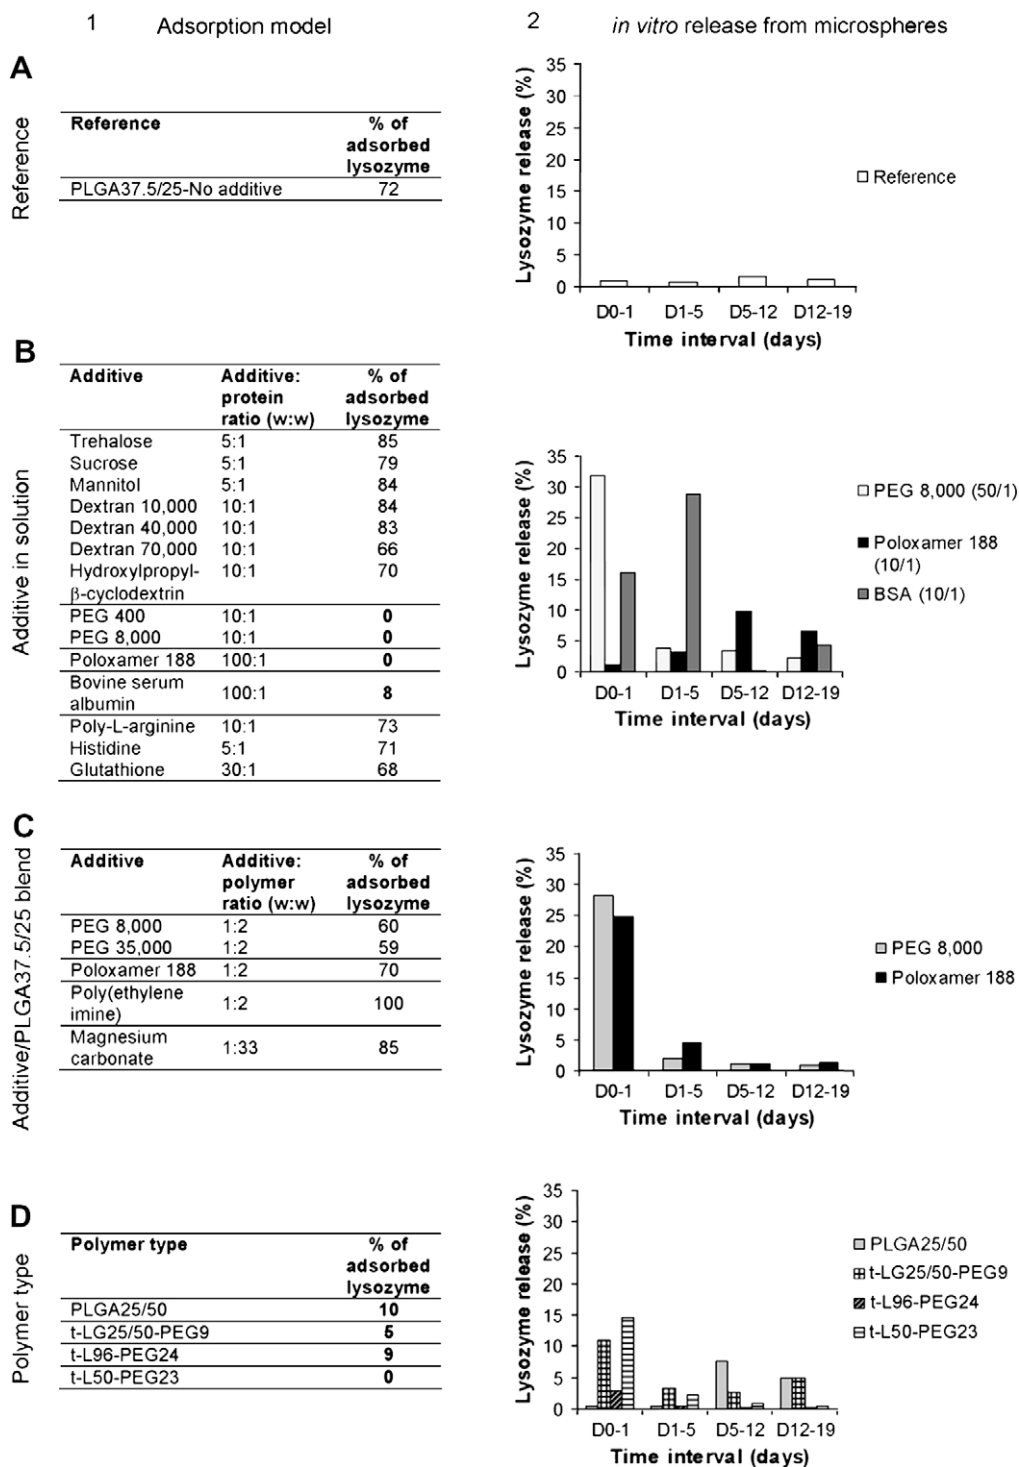 1 Adsorption model
2 in vitro release from microspheres
A
Reference
Reference % of
adsorbed
lysozyme
PLGA37.5/25-No additive 72
Lysozyme release (%)
35
30
25
20
15
10
5
0
D0-1 D1-5 D5-12 D12-19
Time interval (days)
Reference
B
Additive in solution
Additive Additive: % of
protein adsorbed
ratio (w:w) lysozyme
Trehalose 5:1 85
Sucrose 5:1 79
Mannitol 5:1 84
Dextran 10,000 10:1 84
Dextran 40,000 10:1 83
Dextran 70,000 10:1 66
Hydroxylpropyl- 10:1 70
β-cyclodextrin
PEG 400 10:1 0
PEG 8,000 10:1 0
Poloxamer 188 100:1 0
Bovine serum
albumin 100:1 8
Poly-L-arginine 10:1 73
Histidine 5:1 71
Glutathione 30:1 68
Lysozyme release (%)
35
30
25
20
15
10
5
0
D0-1 D1-5 D5-12 D12-19
Time interval (days)
PEG 8,000 (50/1)
Poloxamer 188
(10/1)
BSA (10/1)
C
Additive/PLGA37.5/25 blend
Additive Additive: % of
polymer adsorbed
ratio (w:w) lysozyme
PEG 8,000 1:2 60
PEG 35,000 1:2 59
Poloxamer 188 1:2 70
Poly(ethylene
imine) 1:2 100
Magnesium
carbonate 1:33 85
Lysozyme release (%)
35
30
25
20
15
10
5
0
D0-1 D1-5 D5-12 D12-19
Time interval (days)
PEG 8,000
Poloxamer 188
D
Polymer type
Polymer type % of
adsorbed
lysozyme
PLGA25/50 10
t-LG25/50-PEG9 5
t-L96-PEG24 9
t-L50-PEG23 0
Lysozyme release (%)
35
30
25
20
15
10
5
0
D0-1 D1-5 D5-12 D12-19
Time interval (days)
PLGA25/50
t-LG25/50-PEG9
t-L96-PEG24
t-L50-PEG23